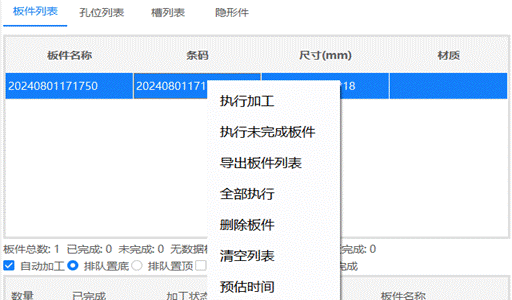 板件列表 孔位列表 槽列表 隐形件
板件名称 条码 尺寸(mm) 材质
20240801171750 20240801171 18
执行加工
执行未完成板件
导出板件列表
全部执行
删除板件
清空列表
预估时间
板件总数: 1 已完成: 0 未完成: 0 无数据 完成: 0
自动加工 排队置底 排队置顶 完成
数量 已完成 加工状态 板件名称